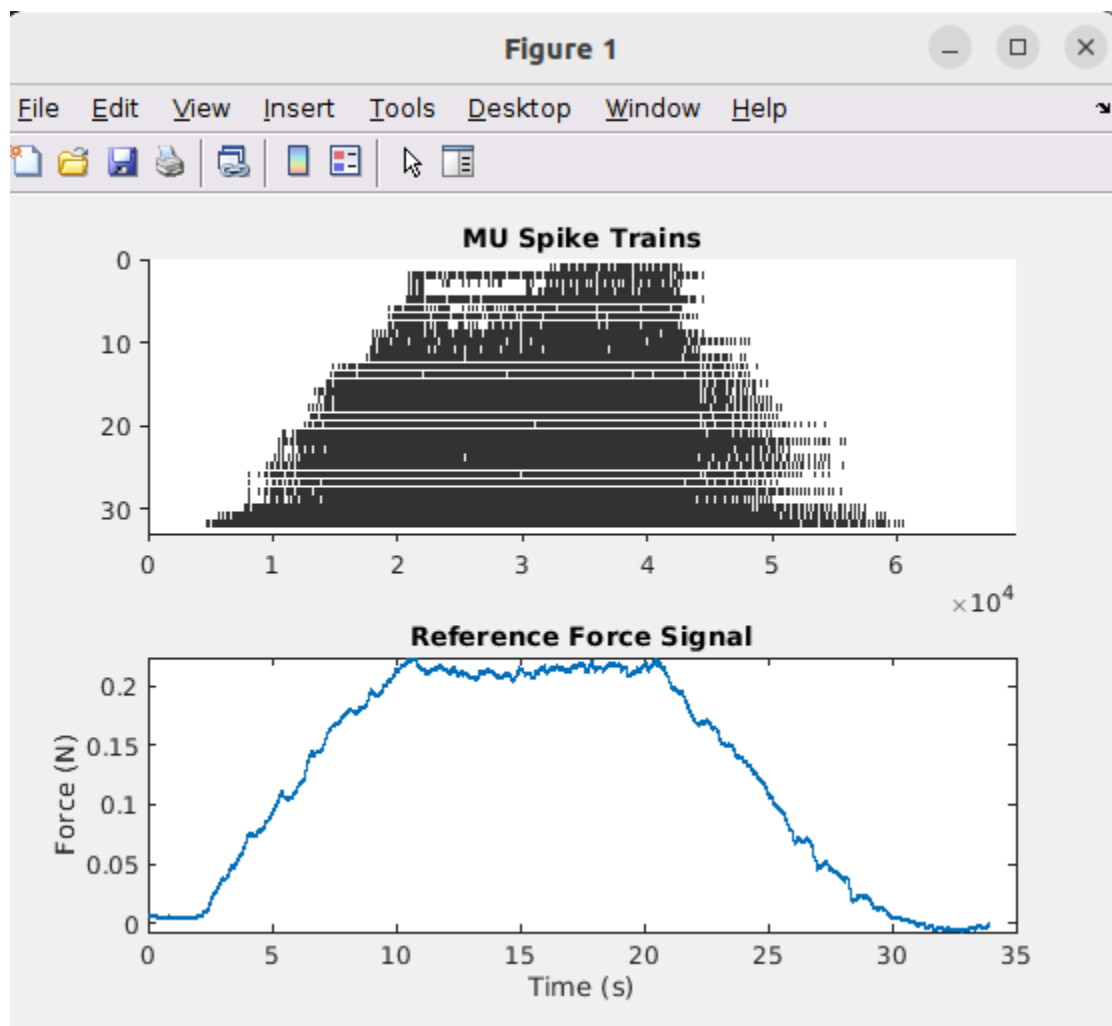 Figure 1
File Edit View Insert Tools Desktop Window Help
MU Spike Trains
0
10
20
30
0 1 2 3 4 5 6
×10^4
Reference Force Signal
Force (N)
0.2
0.15
0.1
0.05
0
0 5 10 15 20 25 30 35
Time (s)